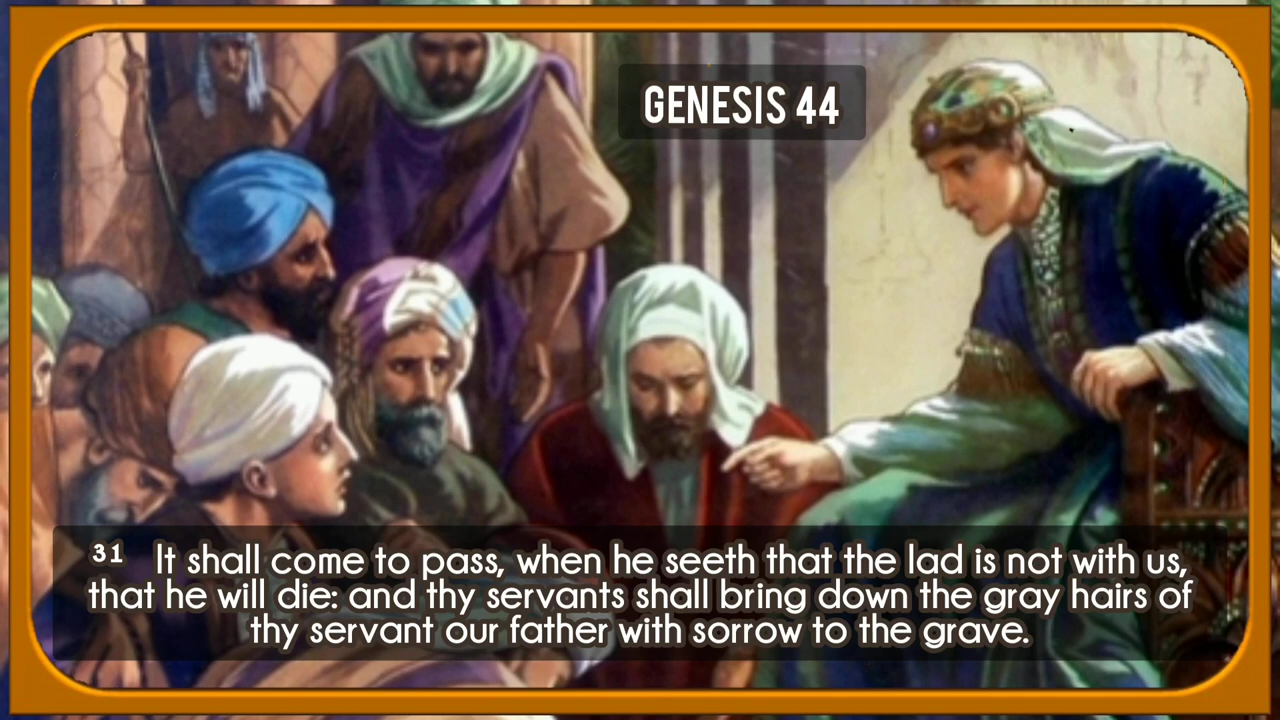 GENESIS 44
³¹ It shall come to pass, when he seeth that the lad is not with us,
that he will die: and thy servants shall bring down the gray hairs of
thy servant our father with sorrow to the grave.